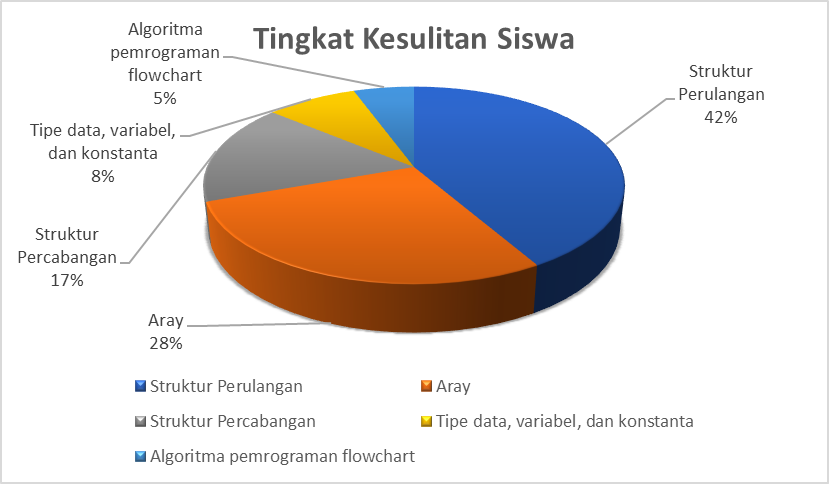 Tingkat Kesulitan Siswa
Algoritma
pemrograman
flowchart
5%
Struktur
Perulangan
42%
Tipe data, variabel,
dan konstanta
8%
Struktur
Percabangan
17%
Aray
28%
Struktur Perulangan
Aray
Struktur Percabangan
Tipe data, variabel, dan konstanta
Algoritma pemrograman flowchart